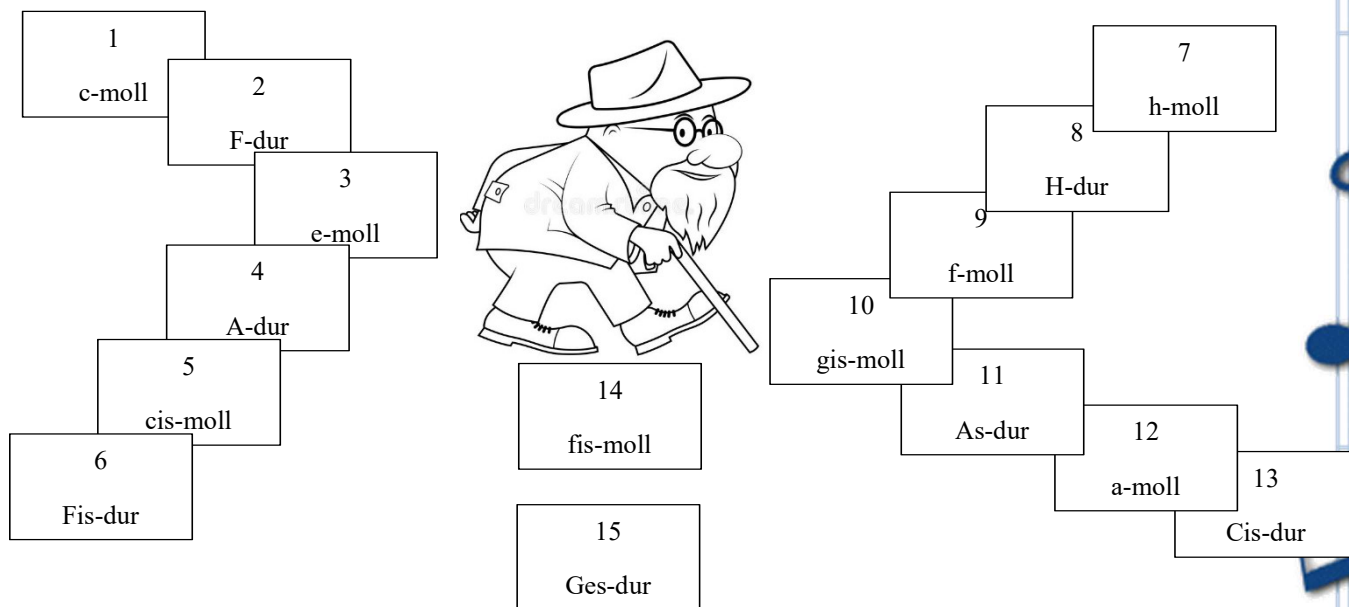 1
c-moll
2
F-dur
3
e-moll
4
A-dur
5
cis-moll
6
Fis-dur
7
h-moll
8
H-dur
9
f-moll
10
gis-moll
11
As-dur
12
a-moll
13
Cis-dur
14
fis-moll
15
Ges-dur